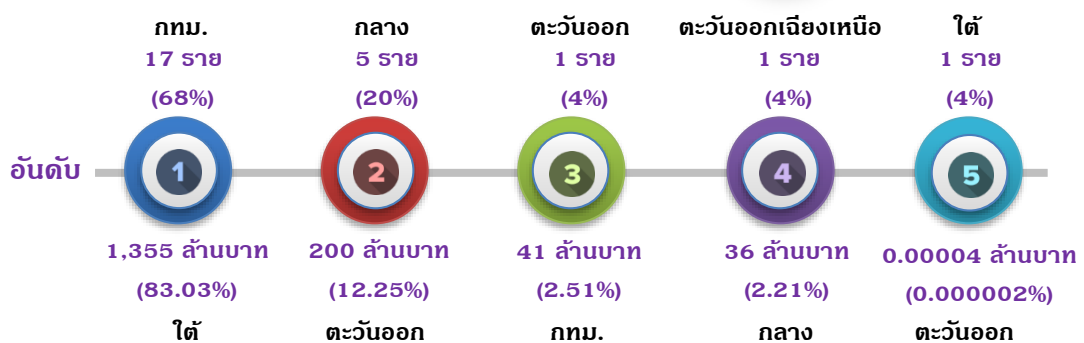 กทม. กลาง ตะวันออก ตะวันออกเฉียงเหนือ ใต้
17 ราย 5 ราย 1 ราย 1 ราย 1 ราย
(68%) (20%) (4%) (4%) (4%)
อันดับ 1 2 3 4 5
1,355 ล้านบาท 200 ล้านบาท 41 ล้านบาท 36 ล้านบาท 0.00004 ล้านบาท
(83.03%) (12.25%) (2.51%) (2.21%) (0.000002%)
ใต้ ตะวันออก กทม. กลาง ตะวันออก